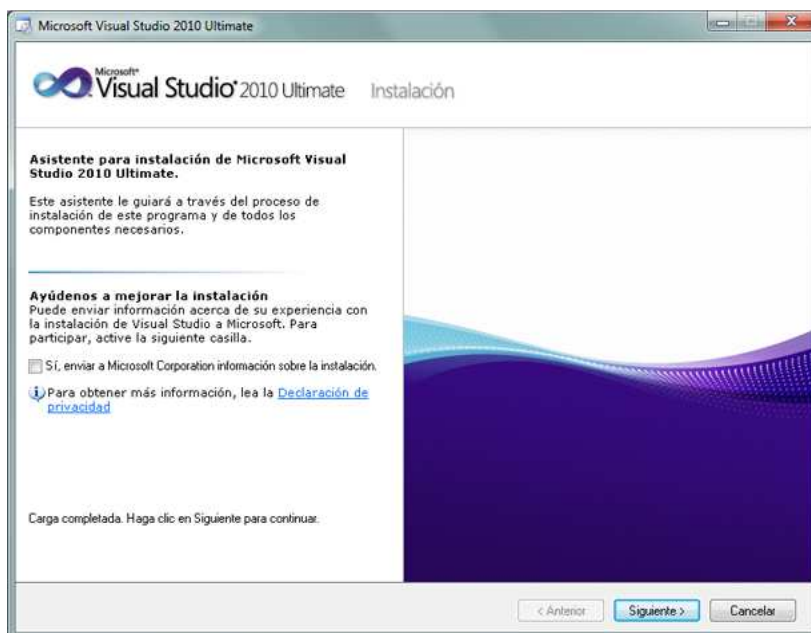 Microsoft Visual Studio 2010 Ultimate
Microsoft®
Visual Studio® 2010 Ultimate Instalación
Asistente para instalación de Microsoft Visual
Studio 2010 Ultimate.
Este asistente le guiará a través del proceso de
instalación de este programa y de todos los
componentes necesarios.
Ayúdenos a mejorar la instalación
Puede enviar información acerca de su experiencia con
la instalación de Visual Studio a Microsoft. Para
participar, active la siguiente casilla.
Sí, enviar a Microsoft Corporation información sobre la instalación.
Para obtener más información, lea la Declaración de
privacidad
Carga completada. Haga clic en Siguiente para continuar.
< Anterior Siguiente > Cancelar